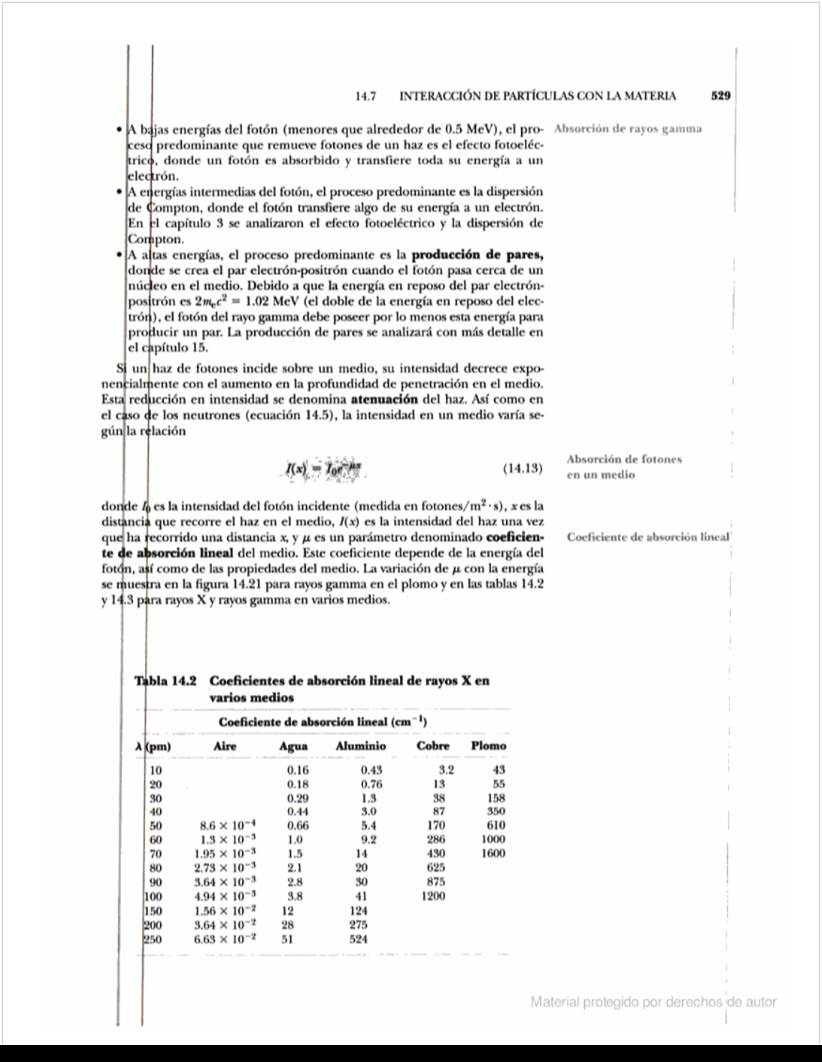 14.7 INTERACCIÓN DE PARTÍCULAS CON LA MATERIA 529
• A bajas energías del fotón (menores que alrededor de 0.5 MeV), el pro-
ceso predominante que remueve fotones de un haz es el efecto fotoeléc-
trico, donde un fotón es absorbido y transfiere toda su energía a un
electrón.
Absorción de rayos gamma
• A energías intermedias del fotón, el proceso predominante es la dispersión
de Compton, donde el fotón transfiere algo de su energía a un electrón.
En el capítulo 3 se analizaron el efecto fotoeléctrico y la dispersión de
Compton.
• A altas energías, el proceso predominante es la producción de pares,
donde se crea el par electrón-positrón cuando el fotón pasa cerca de un
núcleo en el medio. Debido a que la energía en reposo del par electrón-
positrón es 2mₑc² = 1.02 MeV (el doble de la energía en reposo del elec-
trón), el fotón del rayo gamma debe poseer por lo menos esta energía para
producir un par. La producción de pares se analizará con más detalle en
el capítulo 15.
Si un haz de fotones incide sobre un medio, su intensidad decrece expo-
nencialmente con el aumento en la profundidad de penetración en el medio.
Esta reducción en intensidad se denomina atenuación del haz. Así como en
el caso de los neutrones (ecuación 14.5), la intensidad en un medio varía se-
gún la relación
I(x) = I₀e^−μx (14.13)
Absorción de fotones
en un medio
donde I₀ es la intensidad del fotón incidente (medida en fotones/m²·s), x es la
distancia que recorre el haz en el medio, I(x) es la intensidad del haz una vez
que ha recorrido una distancia x, y μ es un parámetro denominado coeficien-
te de absorción lineal del medio. Este coeficiente depende de la energía del
fotón, así como de las propiedades del medio. La variación de μ con la energía
se muestra en la figura 14.21 para rayos gamma en el plomo y en las tablas 14.2
y 14.3 para rayos X y rayos gamma en varios medios.
Coeficiente de absorción lineal
Tabla 14.2 Coeficientes de absorción lineal de rayos X en
varios medios
Coeficiente de absorción lineal (cm⁻¹)
λ (pm) Aire Agua Aluminio Cobre Plomo
10 0.16 0.43 3.2 43
20 0.18 0.76 13 55
30 0.29 1.3 38 158
40 0.44 3.0 87 350
50 8.6 × 10⁻⁴ 0.66 5.4 170 610
60 1.3 × 10⁻³ 1.0 9.2 286 1000
70 1.95 × 10⁻³ 1.5 14 430 1600
80 2.73 × 10⁻³ 2.1 20 625
90 3.64 × 10⁻³ 2.8 30 875
100 4.94 × 10⁻³ 3.8 41 1200
150 1.56 × 10⁻² 12 124
200 3.64 × 10⁻² 28 275
250 6.63 × 10⁻² 51 524
Material protegido por derechos de autor